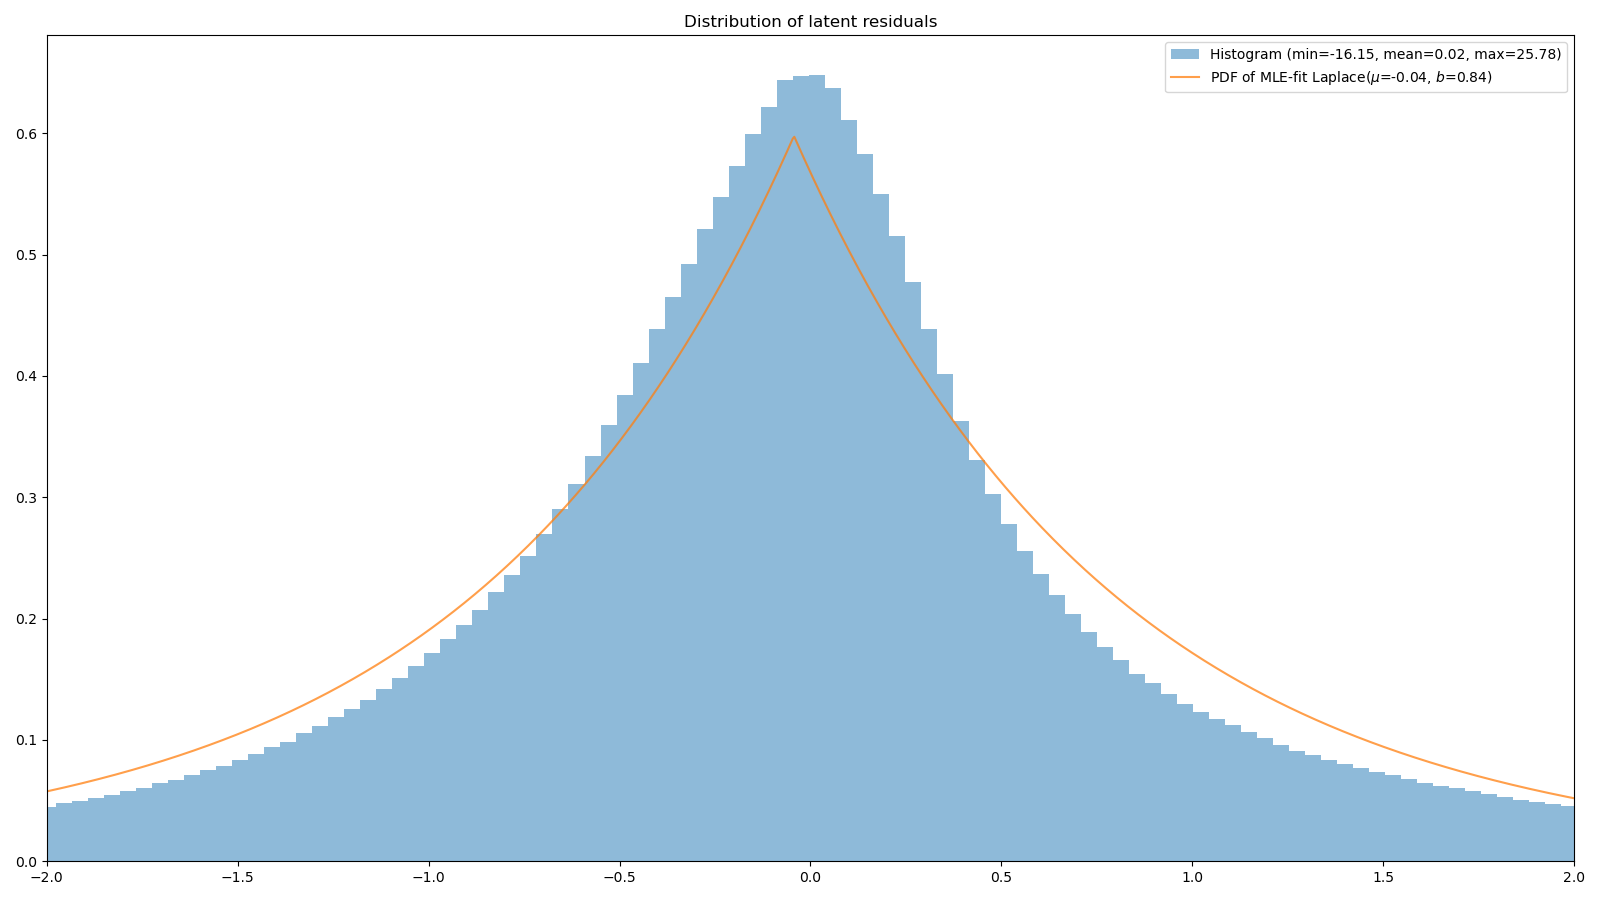 Distribution of latent residuals
Histogram (min=-16.15, mean=0.02, max=25.78)
PDF of MLE-fit Laplace(μ=-0.04, b=0.84)
0.6
0.5
0.4
0.3
0.2
0.1
0.0
−2.0 −1.5 −1.0 −0.5 0.0 0.5 1.0 1.5 2.0